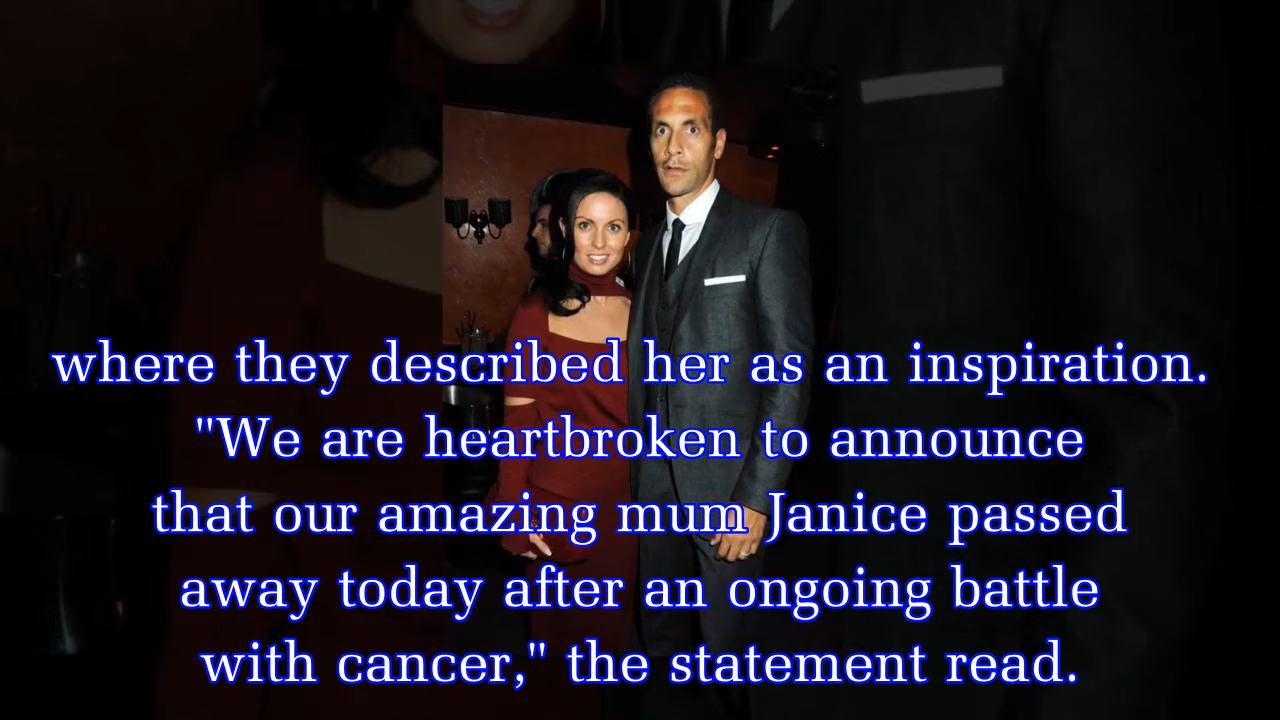 where they described her as an inspiration.
"We are heartbroken to announce
that our amazing mum Janice passed
away today after an ongoing battle
with cancer," the statement read.